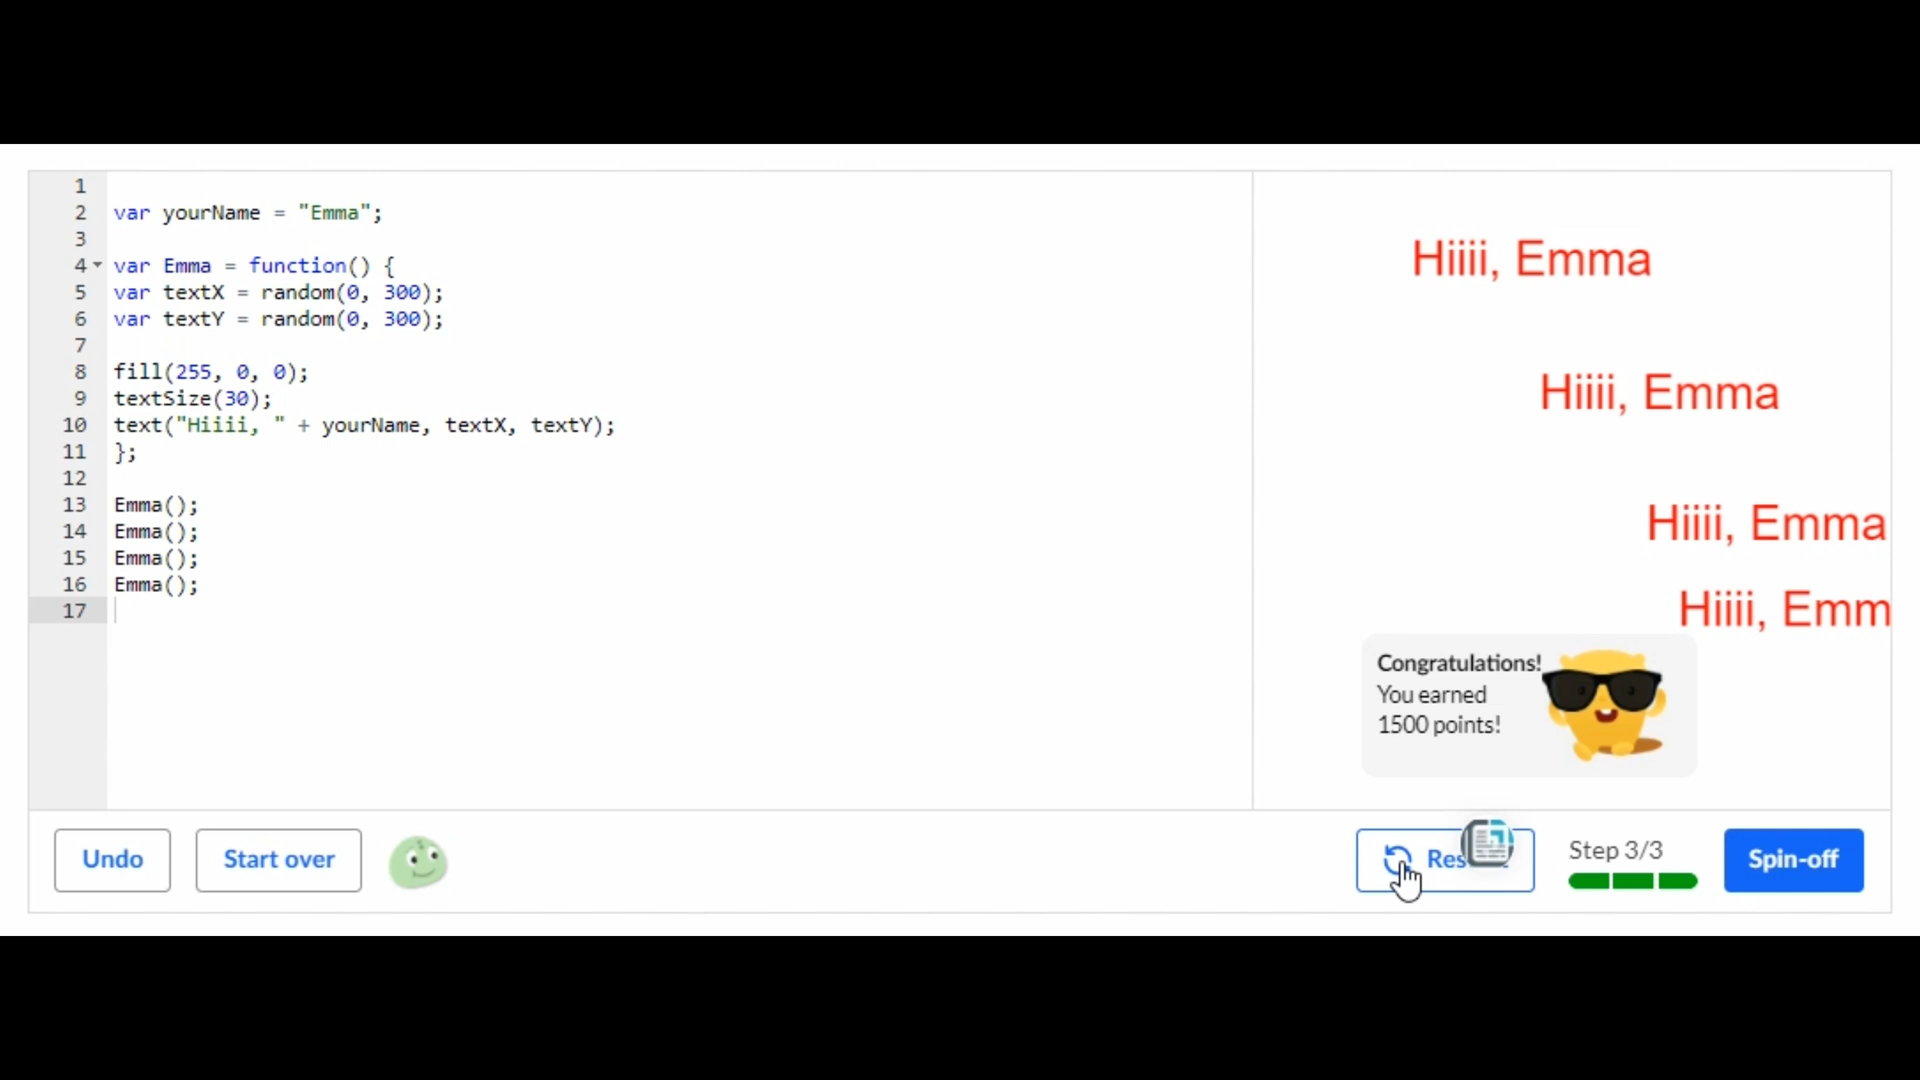 1
2 var yourName = "Emma";
3
4 var Emma = function() {
5 var textX = random(0, 300);
6 var textY = random(0, 300);
7
8 fill(255, 0, 0);
9 textSize(30);
10 text("Hiiii, " + yourName, textX, textY);
11 };
12
13 Emma();
14 Emma();
15 Emma();
16 Emma();
17
Hiiii, Emma
Hiiii, Emma
Hiiii, Emma
Hiiii, Emm
Congratulations!
You earned
1500 points!
Undo
Start over
Res
Step 3/3
Spin-off